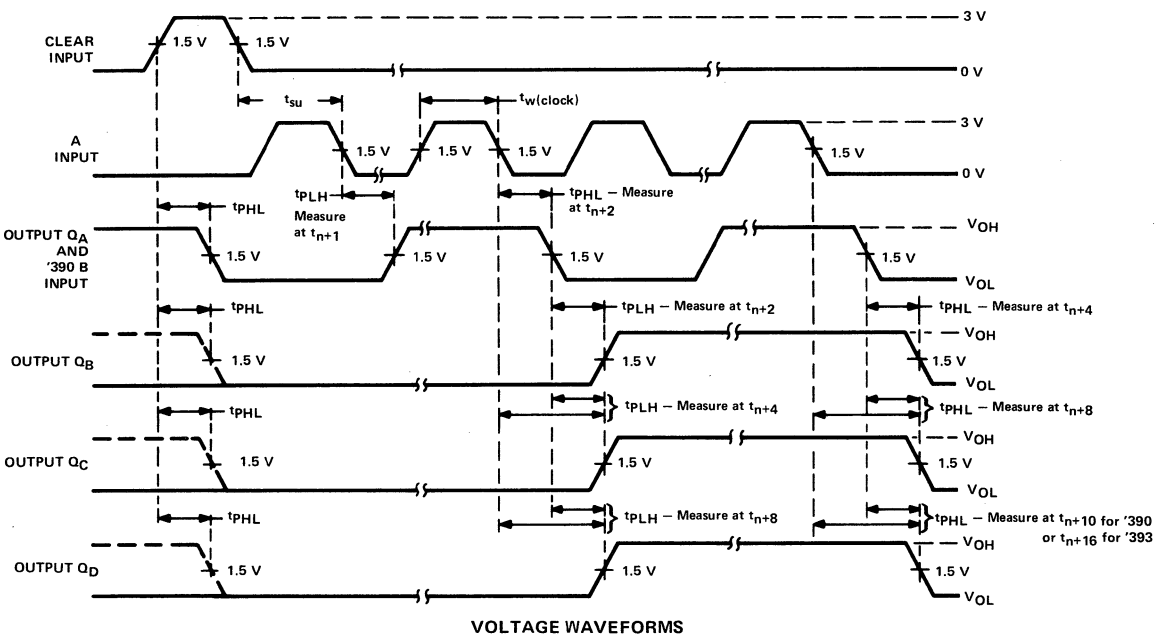 3 V
CLEAR
INPUT
1.5 V 1.5 V
0 V
tsu tw(clock)
3 V
A
INPUT
1.5 V 1.5 V 1.5 V 1.5 V
0 V
tPHL
tPLH
Measure
at tn+1
tPHL – Measure
at tn+2
OUTPUT QA
AND
'390 B
INPUT
VOH
1.5 V 1.5 V 1.5 V 1.5 V
VOL
tPHL tPLH – Measure at tn+2 tPHL – Measure at tn+4
VOH
OUTPUT QB 1.5 V 1.5 V 1.5 V
VOL
tPHL } tPLH – Measure at tn+4 } tPHL – Measure at tn+8
VOH
OUTPUT QC 1.5 V 1.5 V 1.5 V
VOL
tPHL } tPLH – Measure at tn+8 } tPHL – Measure at tn+10 for '390
or tn+16 for '393
VOH
OUTPUT QD 1.5 V 1.5 V 1.5 V
VOL
VOLTAGE WAVEFORMS